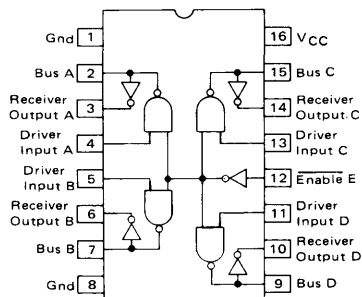 Gnd 1
Bus A 2
Receiver
Output A 3
Driver
Input A 4
Driver
Input B 5
Receiver
Output B 6
Bus B 7
Gnd 8
16 VCC
15 Bus C
14 Receiver
Output C
13 Driver
Input C
12 Enable E
11 Driver
Input D
10 Receiver
Output D
9 Bus D